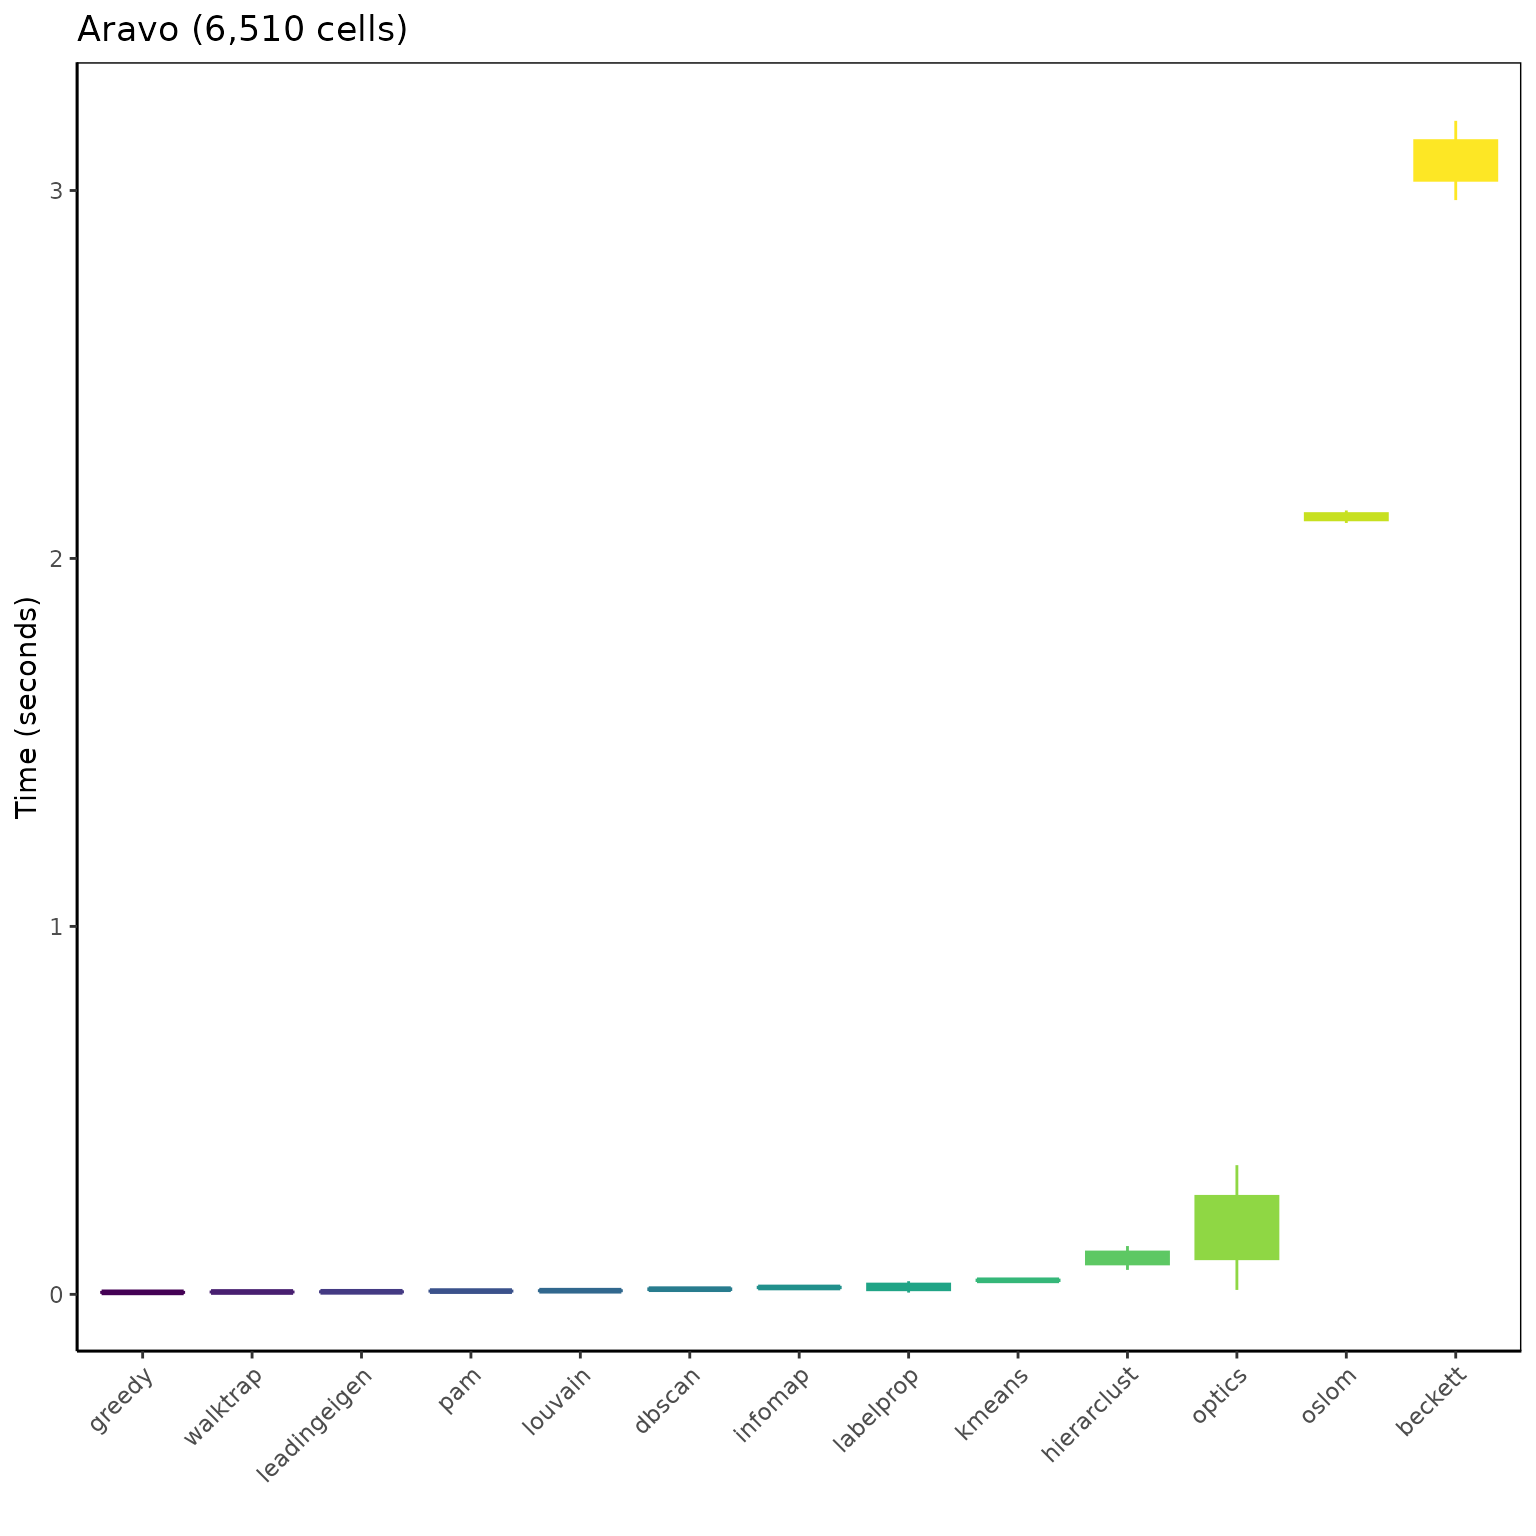 Aravo (6,510 cells)
Time (seconds)
3
2
1
0
greedy
walktrap
leadingeigen
pam
louvain
dbscan
infomap
labelprop
kmeans
hierarclust
optics
oslom
beckett